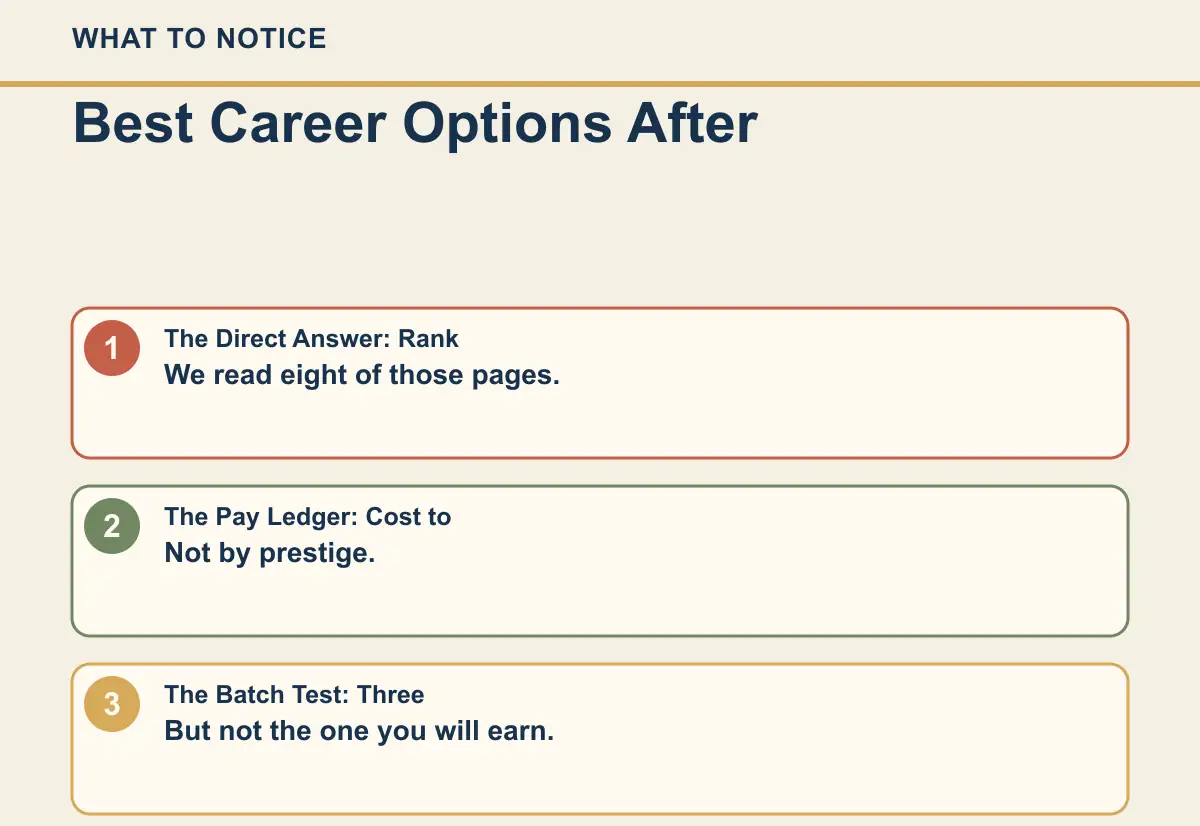 WHAT TO NOTICE
Best Career Options After
1
The Direct Answer: Rank
We read eight of those pages.
2
The Pay Ledger: Cost to
Not by prestige.
3
The Batch Test: Three
But not the one you will earn.